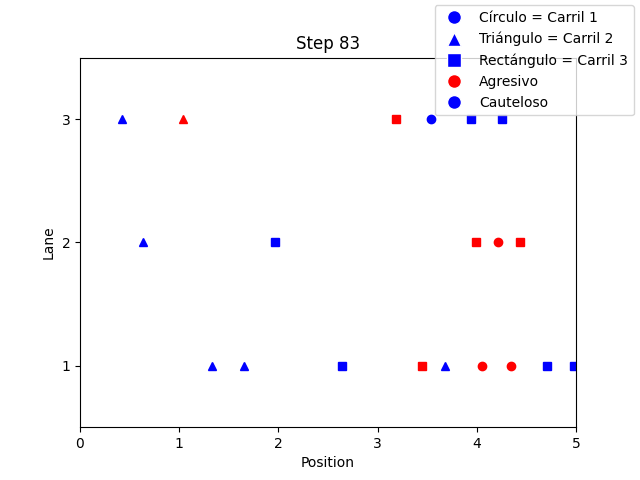 Step 83
Círculo = Carril 1
Triángulo = Carril 2
Rectángulo = Carril 3
Agresivo
Cauteloso
Lane
3
2
1
0 1 2 3 4 5
Position